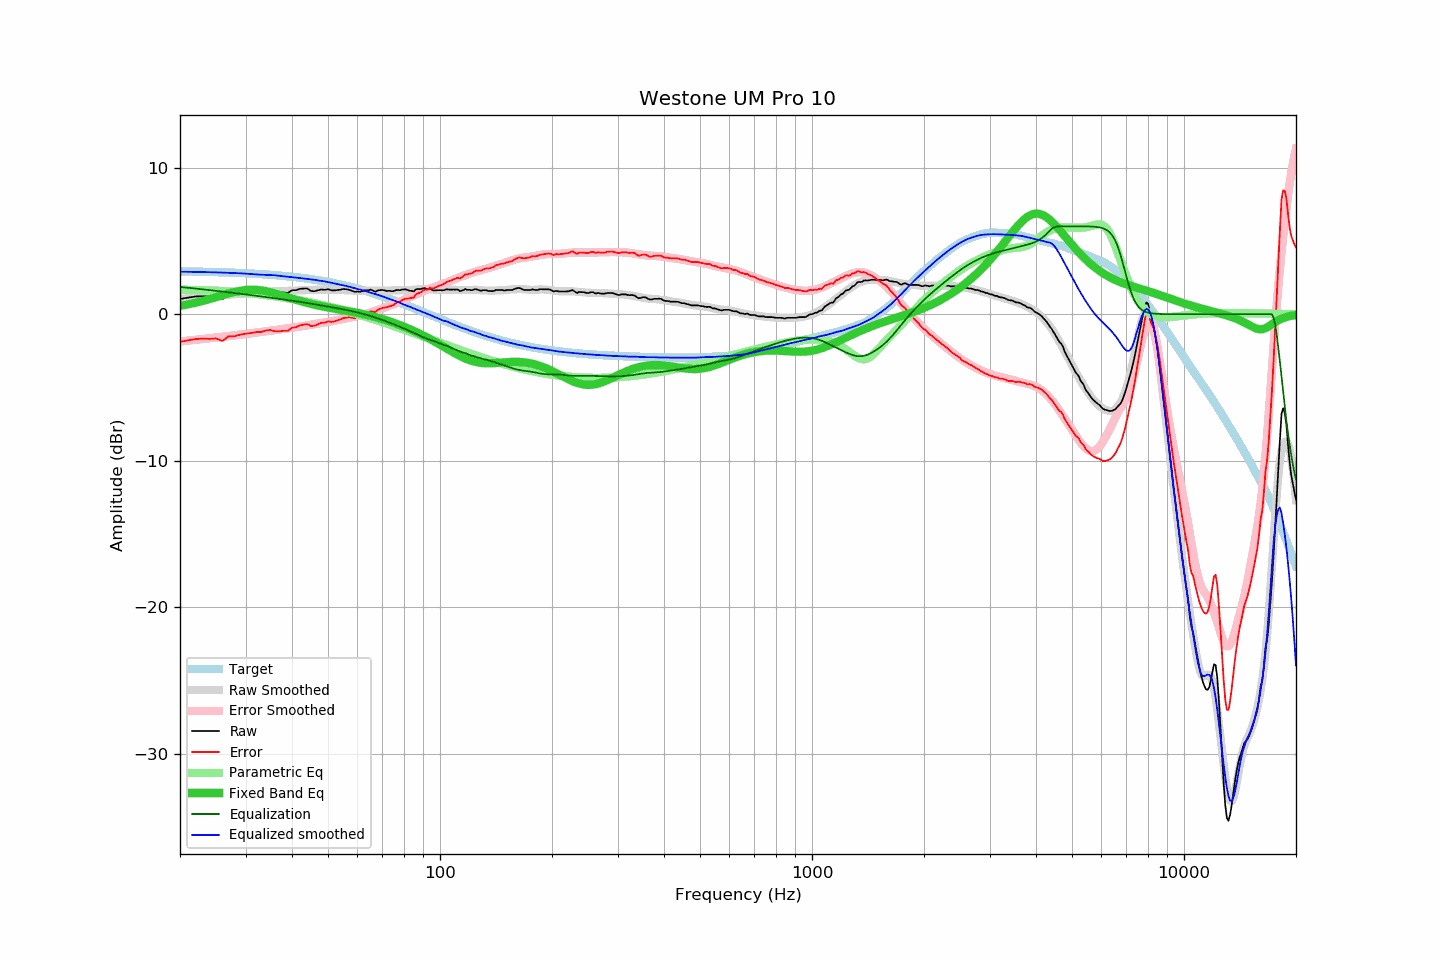 Westone UM Pro 10
Amplitude (dBr)
10
0
−10
−20
−30
Target
Raw Smoothed
Error Smoothed
Raw
Error
Parametric Eq
Fixed Band Eq
Equalization
Equalized smoothed
100
1000
10000
Frequency (Hz)